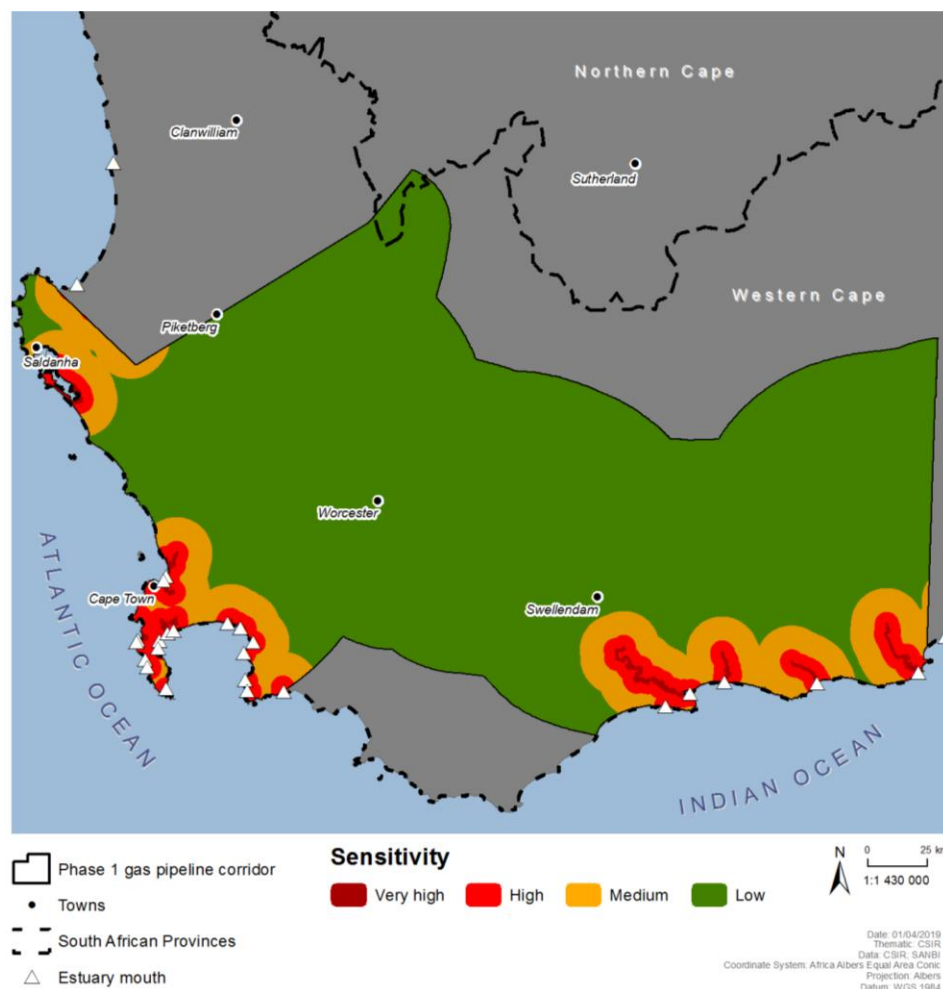 Northern Cape
Clanwilliam
Sutherland
Western Cape
Piketberg
Saldanha
Worcester
Cape Town
Swellendam
ATLANTIC OCEAN
INDIAN OCEAN
Phase 1 gas pipeline corridor
Towns
South African Provinces
Estuary mouth
Sensitivity
Very high
High
Medium
Low
N
0 25 km
1:1 430 000
Date: 01/04/2019
Thematic: CSIR
Data: CSIR, SANBI
Coordinate System: Africa Albers Equal Area Conic
Projection: Albers
Datum: WGS 1984